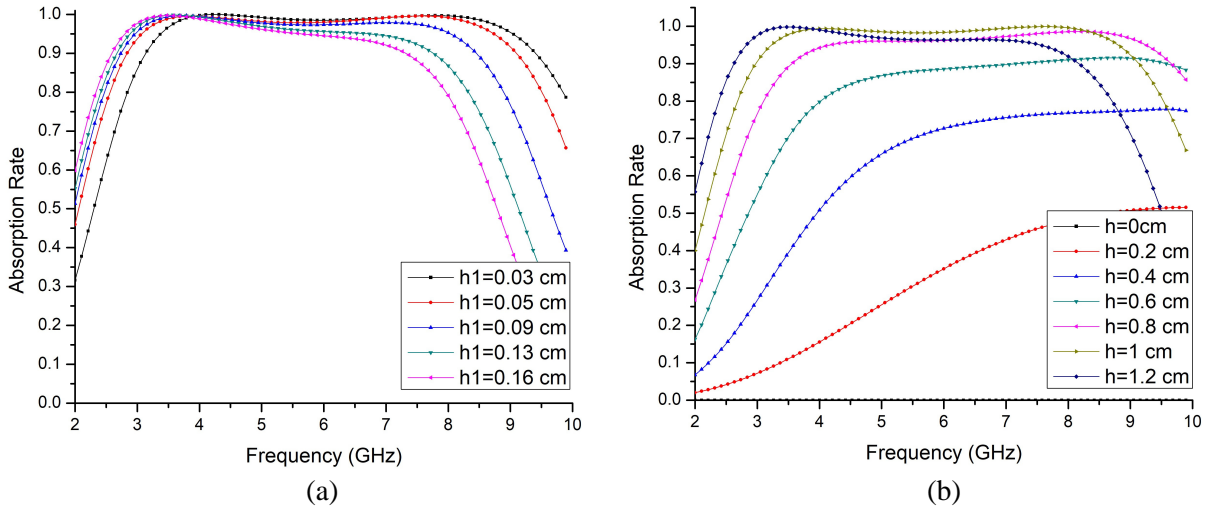 1.0
0.9
0.8
0.7
0.6
0.5
0.4
0.3
0.2
0.1
0.0
Absorption Rate
2 3 4 5 6 7 8 9 10
Frequency (GHz)
h1=0.03 cm
h1=0.05 cm
h1=0.09 cm
h1=0.13 cm
h1=0.16 cm
(a)
1.0
0.9
0.8
0.7
0.6
0.5
0.4
0.3
0.2
0.1
0.0
Absorption Rate
2 3 4 5 6 7 8 9 10
Frequency (GHz)
h=0cm
h=0.2 cm
h=0.4 cm
h=0.6 cm
h=0.8 cm
h=1 cm
h=1.2 cm
(b)